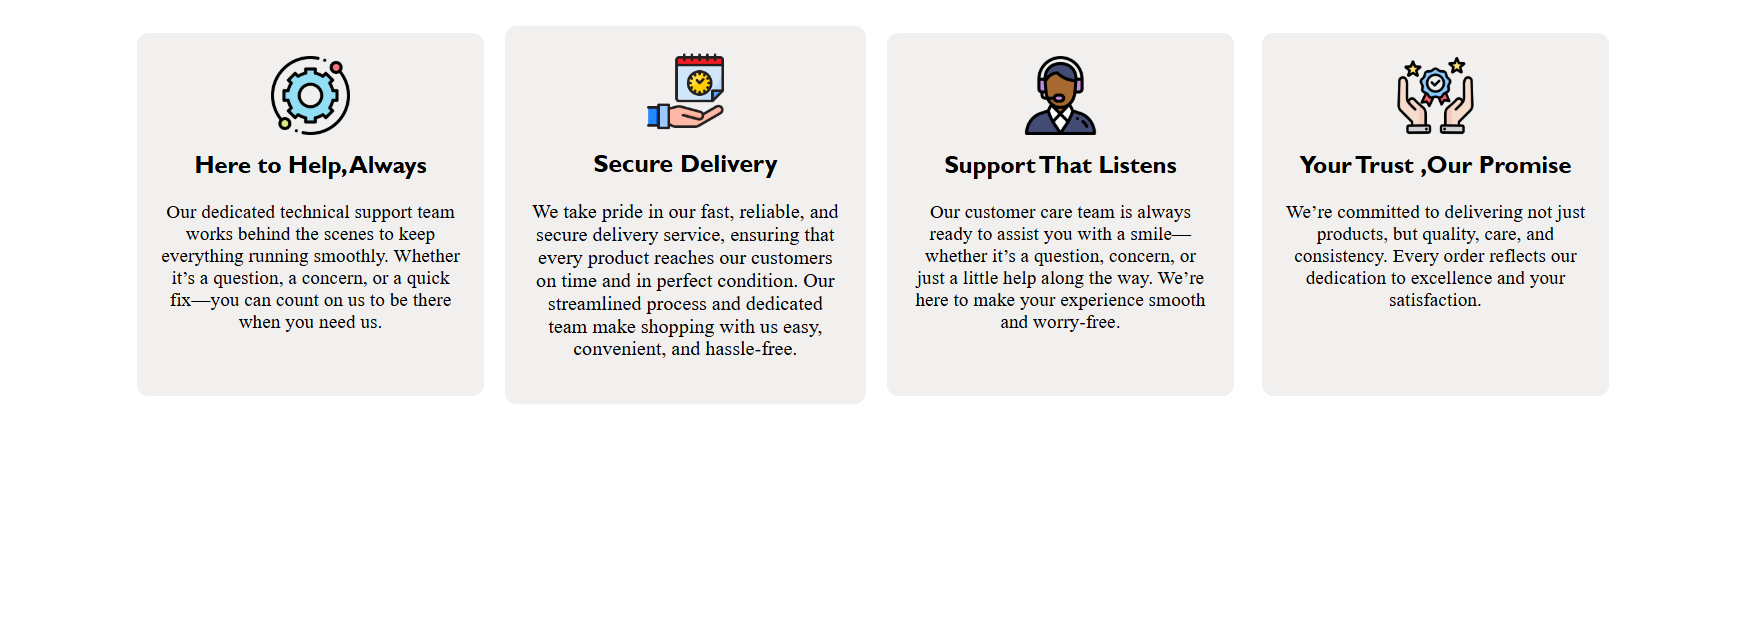 Here to Help,Always
Our dedicated technical support team
works behind the scenes to keep
everything running smoothly. Whether
it’s a question, a concern, or a quick
fix—you can count on us to be there
when you need us.
Secure Delivery
We take pride in our fast, reliable, and
secure delivery service, ensuring that
every product reaches our customers
on time and in perfect condition. Our
streamlined process and dedicated
team make shopping with us easy,
convenient, and hassle-free.
Support That Listens
Our customer care team is always
ready to assist you with a smile—
whether it’s a question, concern, or
just a little help along the way. We’re
here to make your experience smooth
and worry-free.
Your Trust ,Our Promise
We’re committed to delivering not just
products, but quality, care, and
consistency. Every order reflects our
dedication to excellence and your
satisfaction.